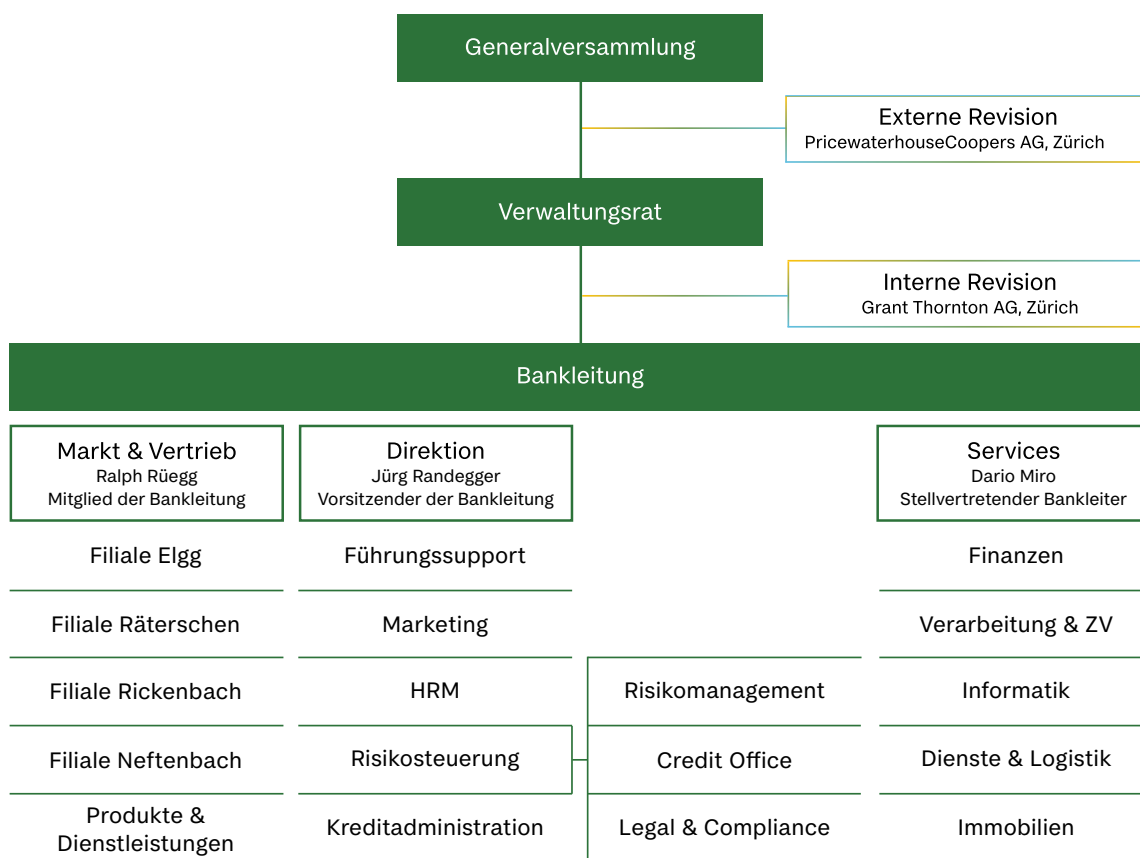 Generalversammlung
Externe Revision
PricewaterhouseCoopers AG, Zürich
Verwaltungsrat
Interne Revision
Grant Thornton AG, Zürich
Bankleitung
Markt & Vertrieb
Ralph Rüegg
Mitglied der Bankleitung
Direktion
Jürg Randegger
Vorsitzender der Bankleitung
Services
Dario Miro
Stellvertretender Bankleiter
Filiale Elgg
Führungssupport
Finanzen
Filiale Räterschen
Marketing
Verarbeitung & ZV
Filiale Rickenbach
HRM
Risikomanagement
Informatik
Filiale Neftenbach
Risikosteuerung
Credit Office
Dienste & Logistik
Produkte &
Dienstleistungen
Kreditadministration
Legal & Compliance
Immobilien